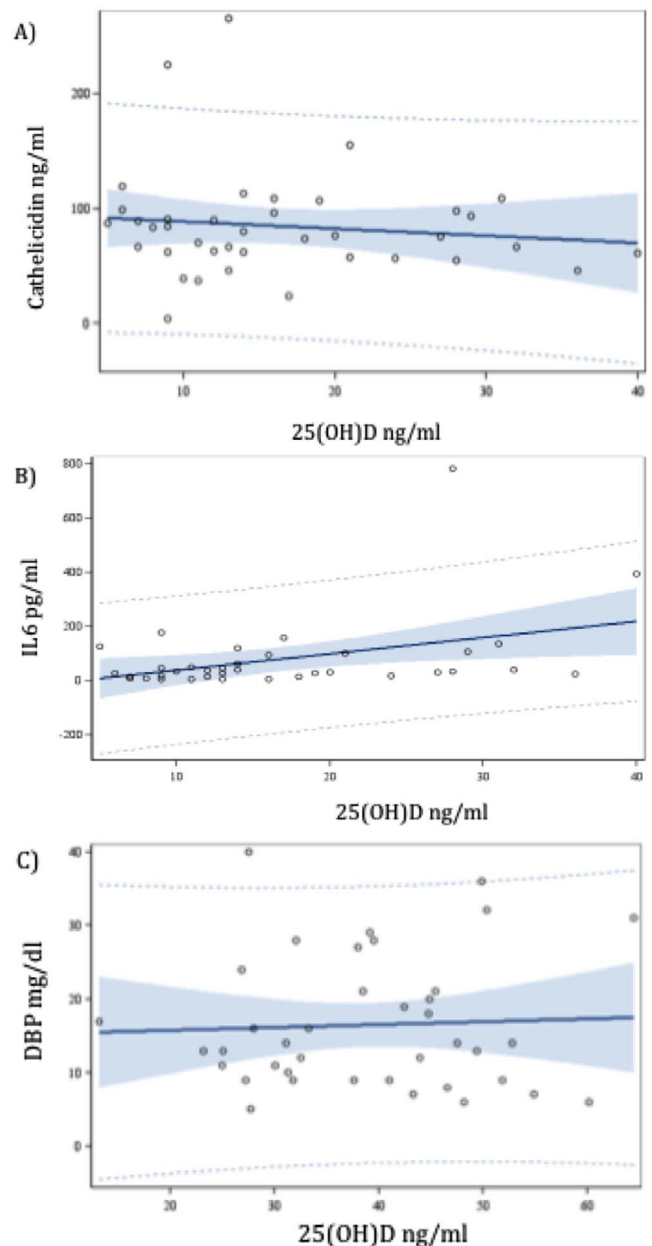 A)
Cathelicidin ng/ml
200
100
0
10 20 30 40
25(OH)D ng/ml
B)
IL6 pg/ml
800
600
400
200
0
-200
10 20 30 40
25(OH)D ng/ml
C)
DBP mg/dl
40
30
20
10
0
20 30 40 50 60
25(OH)D ng/ml